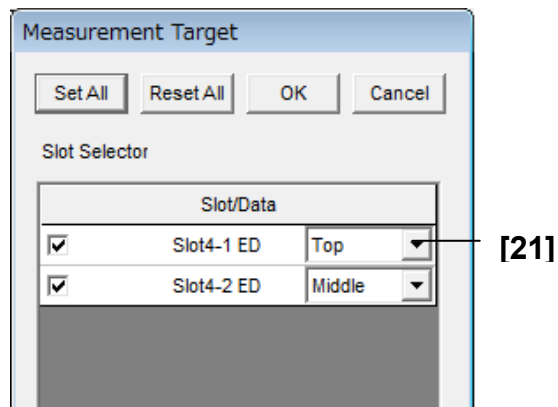 Measurement Target
Set All Reset All OK Cancel
Slot Selector
Slot/Data
Slot4-1 ED Top [21]
Slot4-2 ED Middle